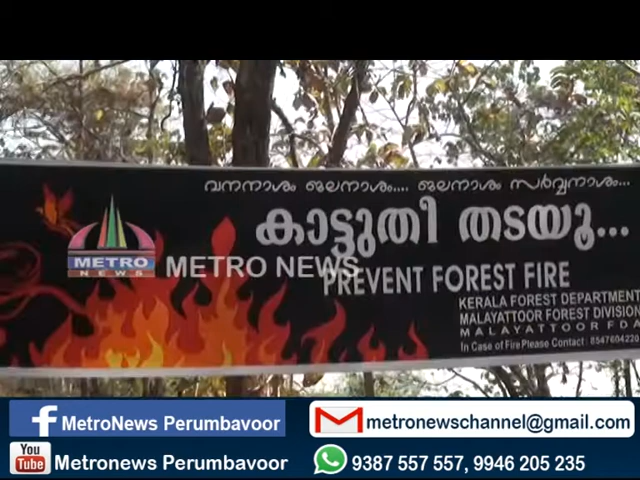 വനനാശം ജലനാശം.... ജലനാശം സർവ്വനാശം...
കാട്ടുതീ തടയൂ...
METRO
NEWS
METRO NEWS
PREVENT FOREST FIRE
KERALA FOREST DEPARTMENT
MALAYATTOOR FOREST DIVISION
MALAYATTOOR FDA
In Case of Fire Please Contact : 8547604220
MetroNews Perumbavoor
metronewschannel@gmail.com
You
Tube
Metronews Perumbavoor
9387 557 557, 9946 205 235